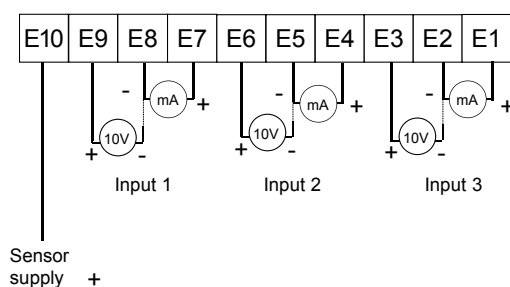 E10 E9 E8 E7 E6 E5 E4 E3 E2 E1
- mA + - mA + - mA +
+ 10V - + 10V - + 10V -
Input 1 Input 2 Input 3
Sensor
supply +